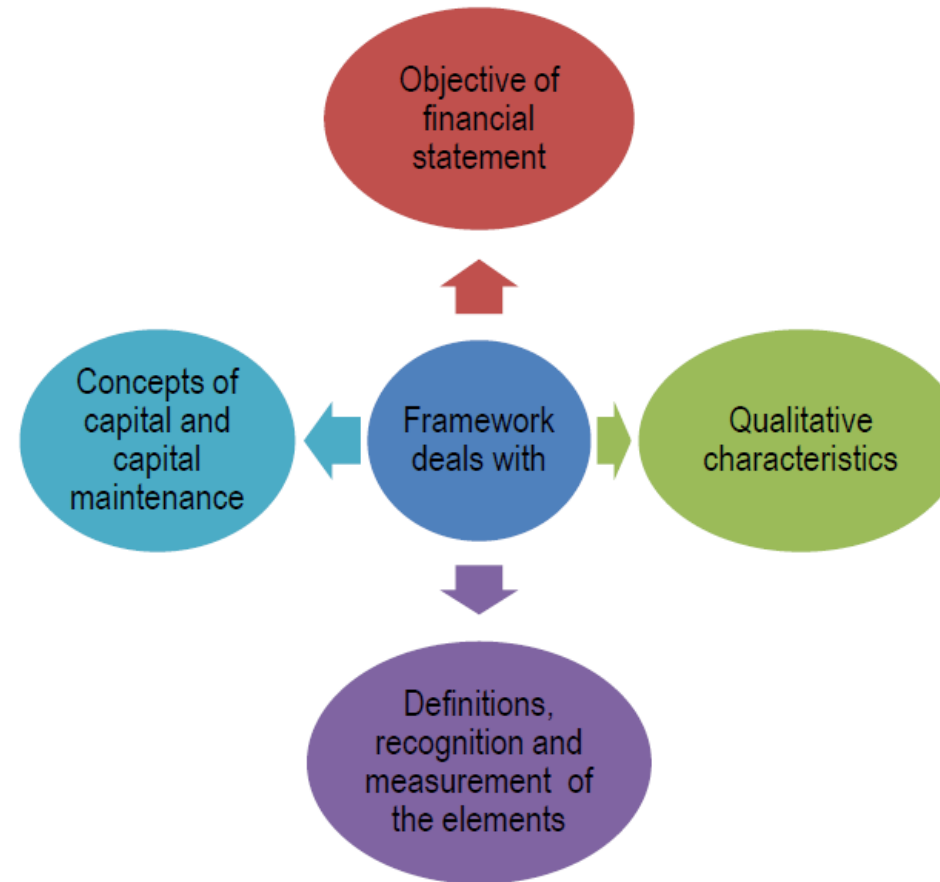 Objective of
financial
statement
Concepts of
capital and
capital
maintenance
Framework
deals with
Qualitative
characteristics
Definitions,
recognition and
measurement of
the elements